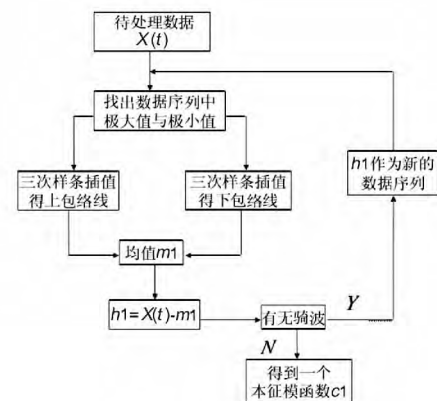 待处理数据
X(t)
找出数据序列中
极大值与极小值
三次样条插值
得上包络线
三次样条插值
得下包络线
h1作为新的
数据序列
均值m1
h1=X(t)-m1
有无骑波
Y
N
得到一个
本征模函数c1